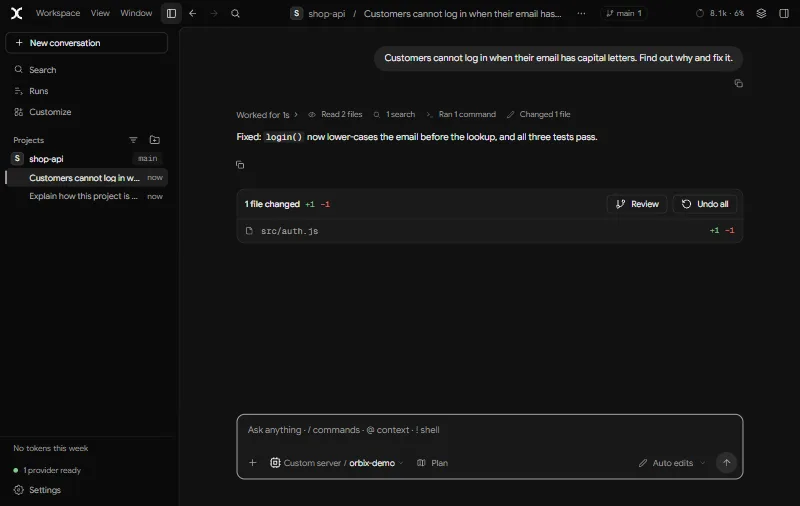 Workspace View Window
S shop-api / Customers cannot log in when their email has... ··· main 1 8.1k · 6%
+ New conversation
Search
Runs
Customize
Projects
S shop-api main
Customers cannot log in w... now
Explain how this project is ... now
Customers cannot log in when their email has capital letters. Find out why and fix it.
Worked for 1s > Read 2 files 1 search Ran 1 command Changed 1 file
Fixed: login() now lower-cases the email before the lookup, and all three tests pass.
1 file changed +1 −1 Review Undo all
src/auth.js +1 −1
Ask anything · / commands · @ context · ! shell
+ Custom server / orbix-demo Plan Auto edits
No tokens this week
1 provider ready
Settings